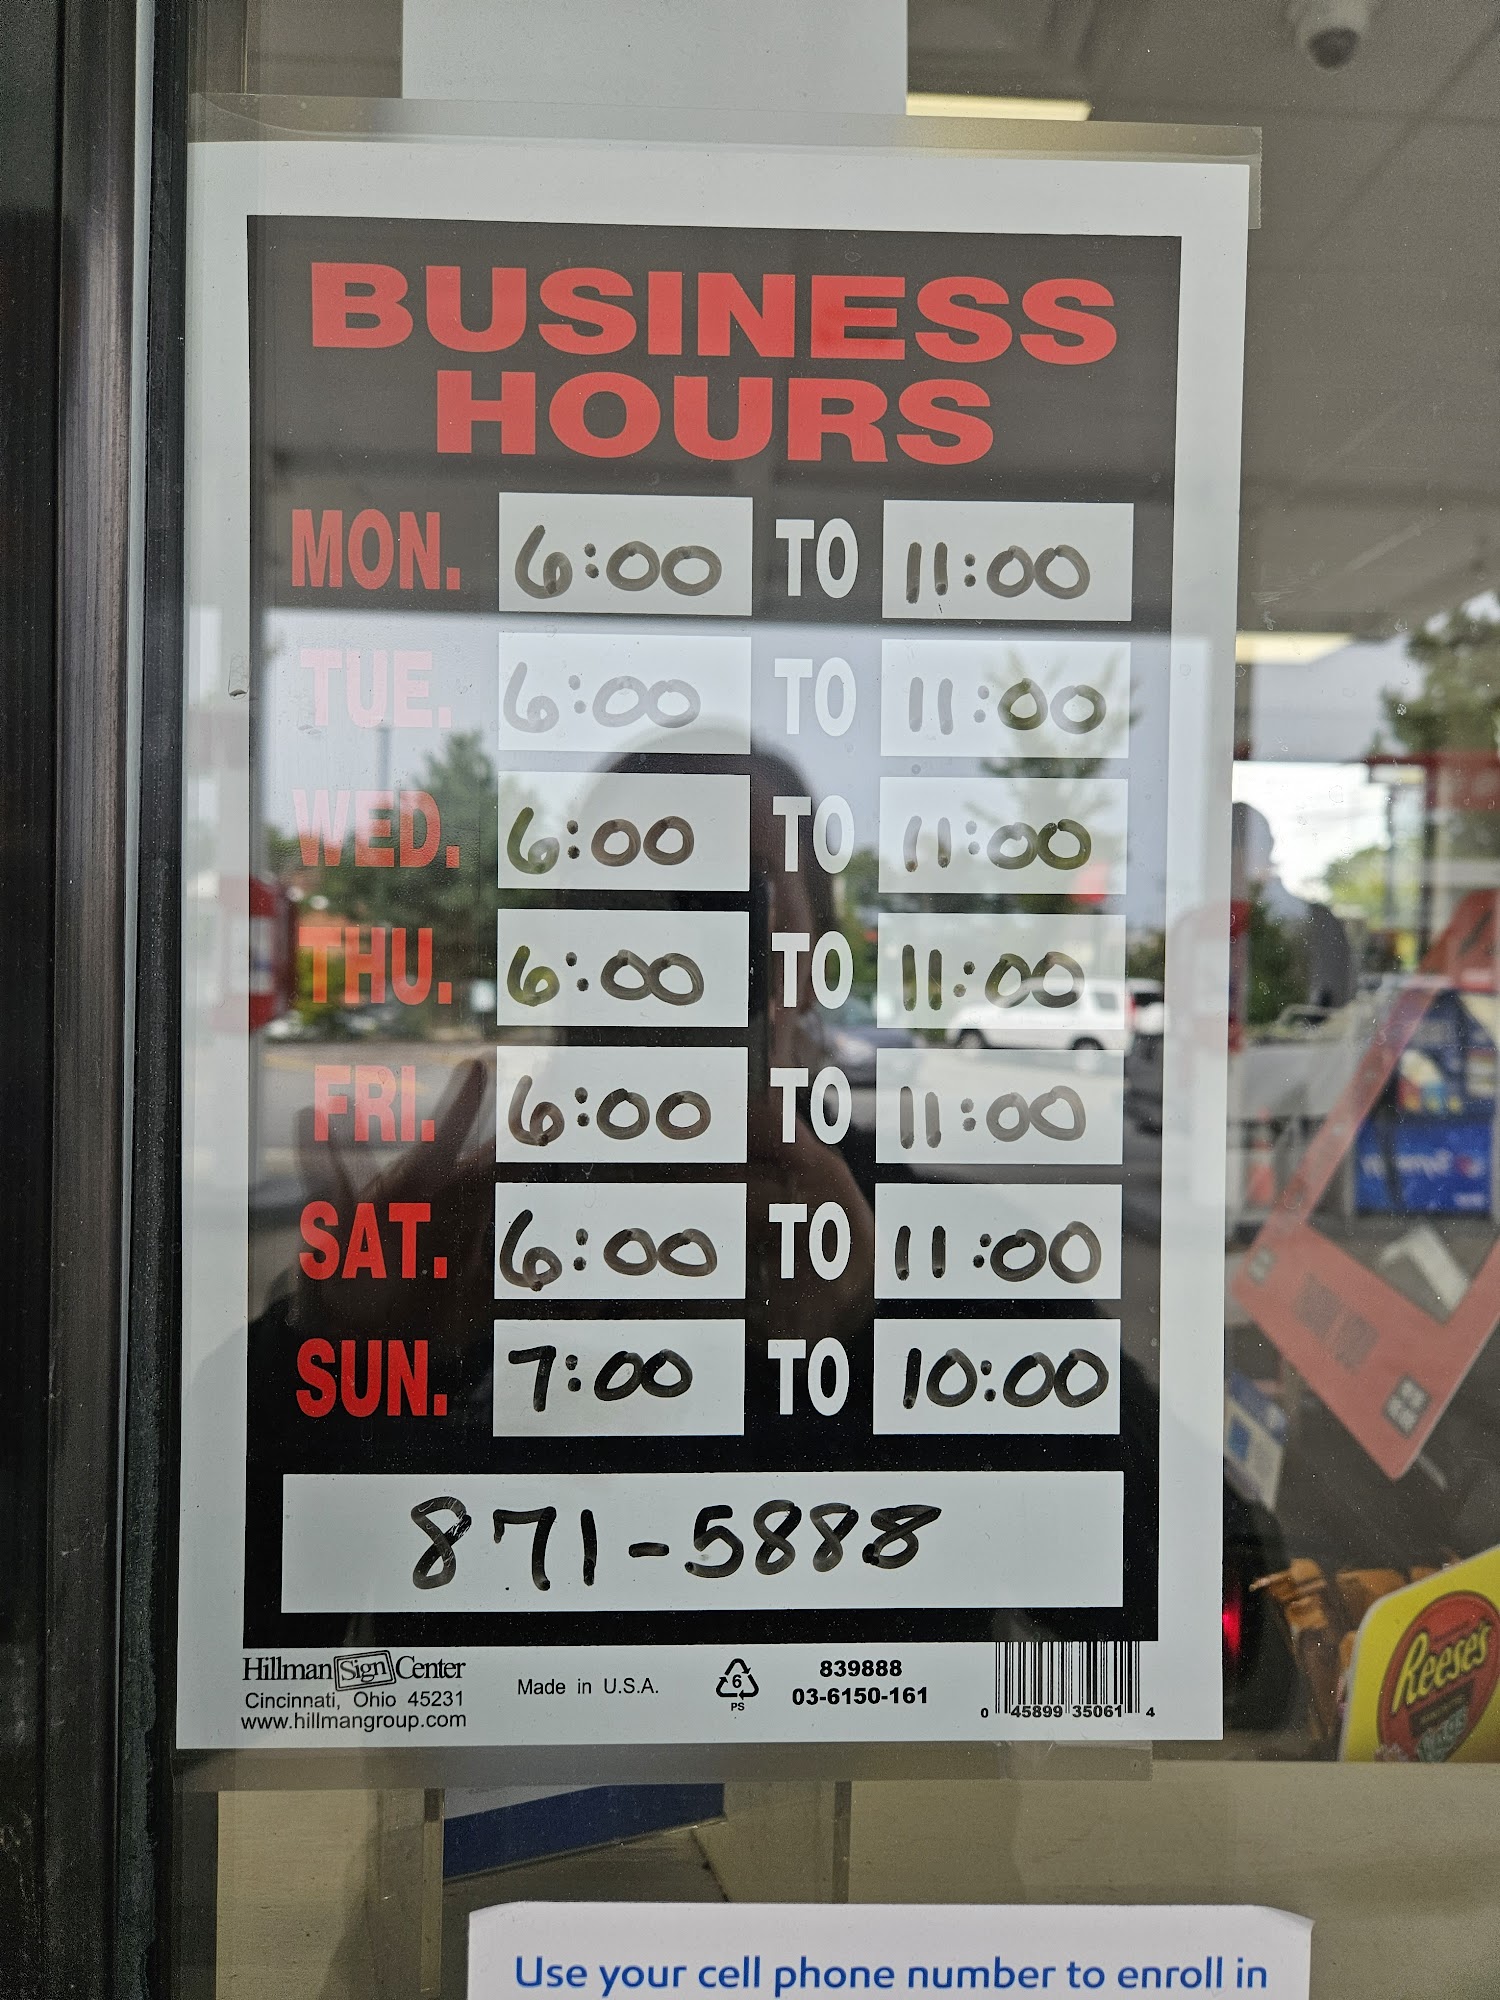 BUSINESS
HOURS
MON. 6:00 TO 11:00
TUE. 6:00 TO 11:00
WED. 6:00 TO 11:00
THU. 6:00 TO 11:00
FRI. 6:00 TO 11:00
SAT. 6:00 TO 11:00
SUN. 7:00 TO 10:00
871-5888
Hillman Sign Center
Cincinnati, Ohio 45231
www.hillmangroup.com
Made in U.S.A.
6
PS
839888
03-6150-161
0 45899 35061 4
Reese's
Use your cell phone number to enroll in